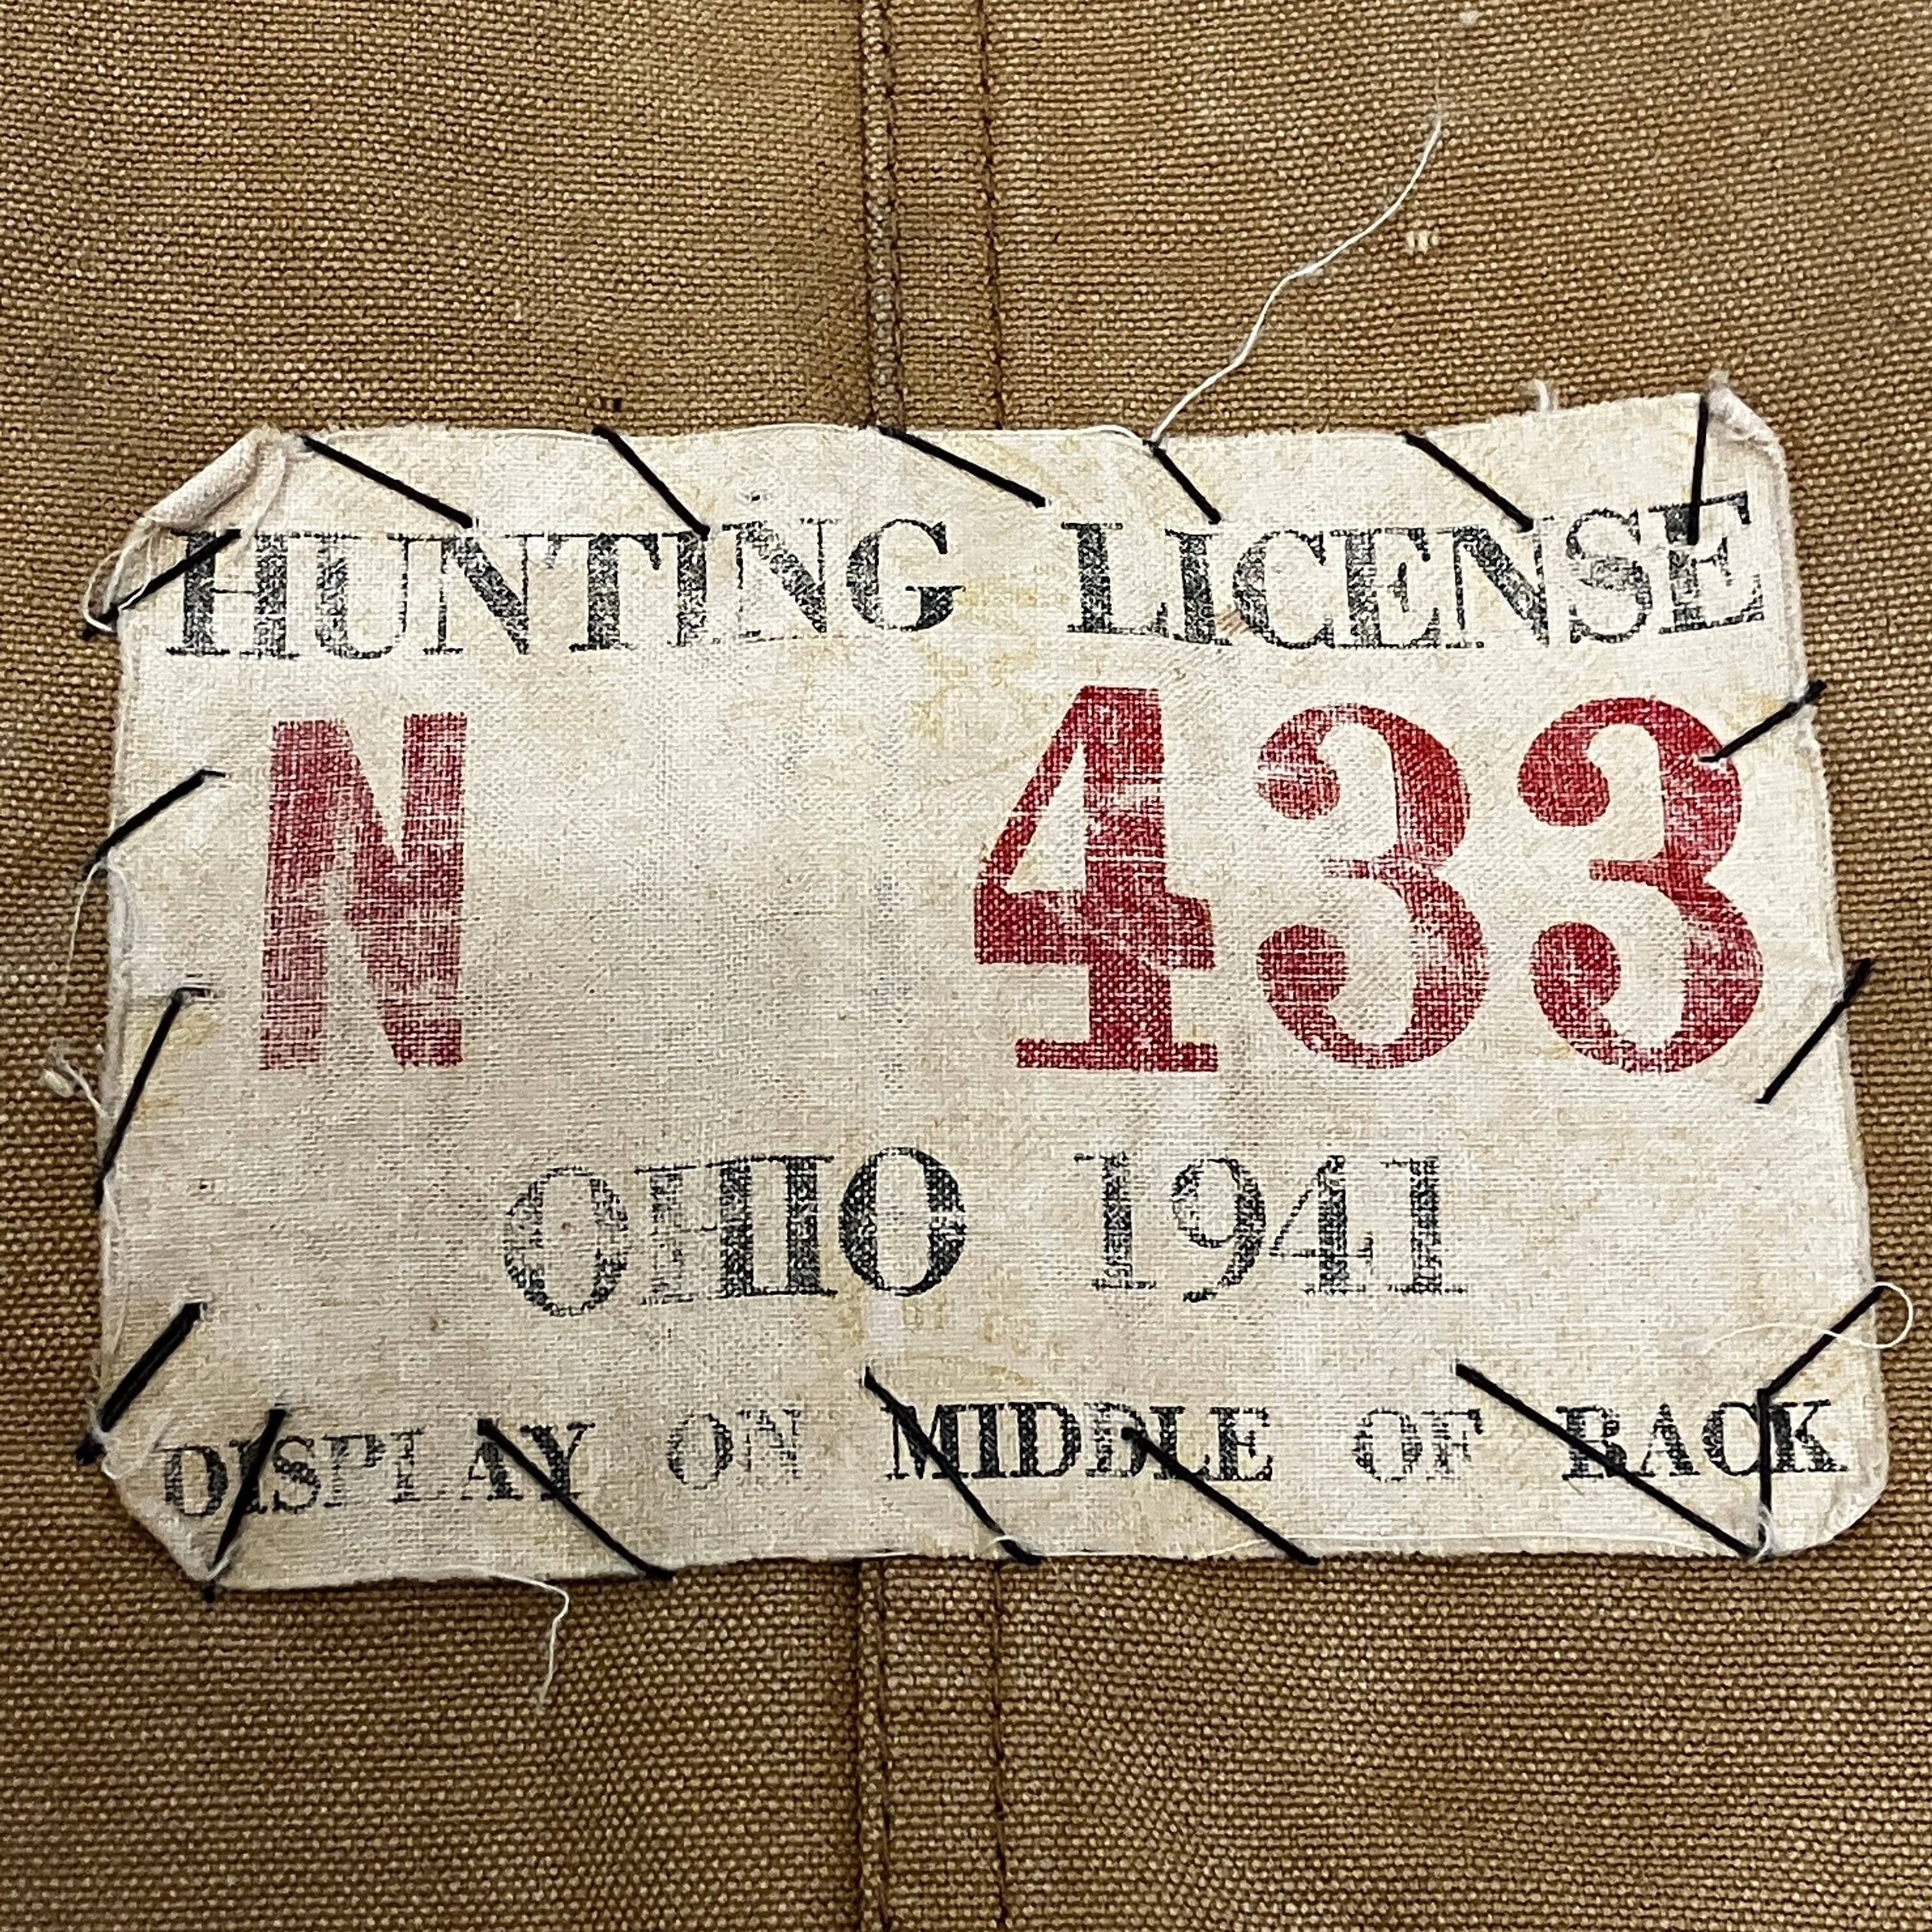 HUNTING LICENSE
N 433
OHIO 1941
DISPLAY ON MIDDLE OF BACK